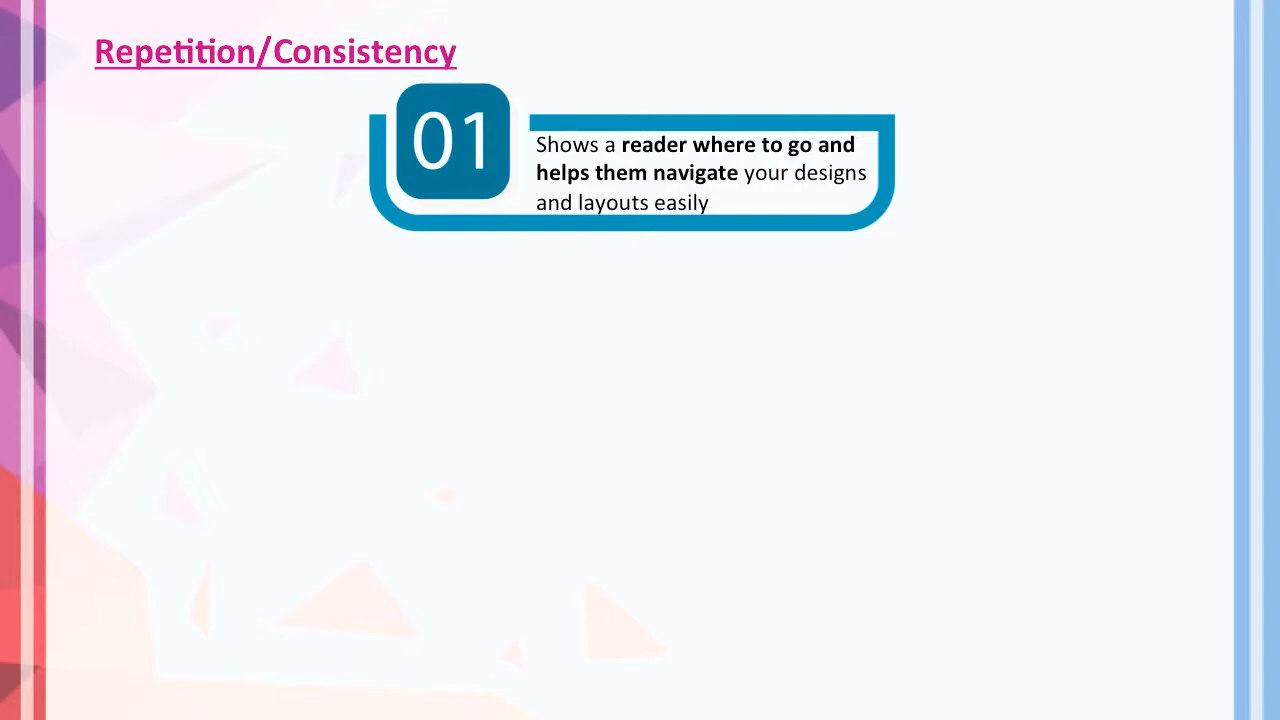 Repetition/Consistency
01
Shows a reader where to go and
helps them navigate your designs
and layouts easily